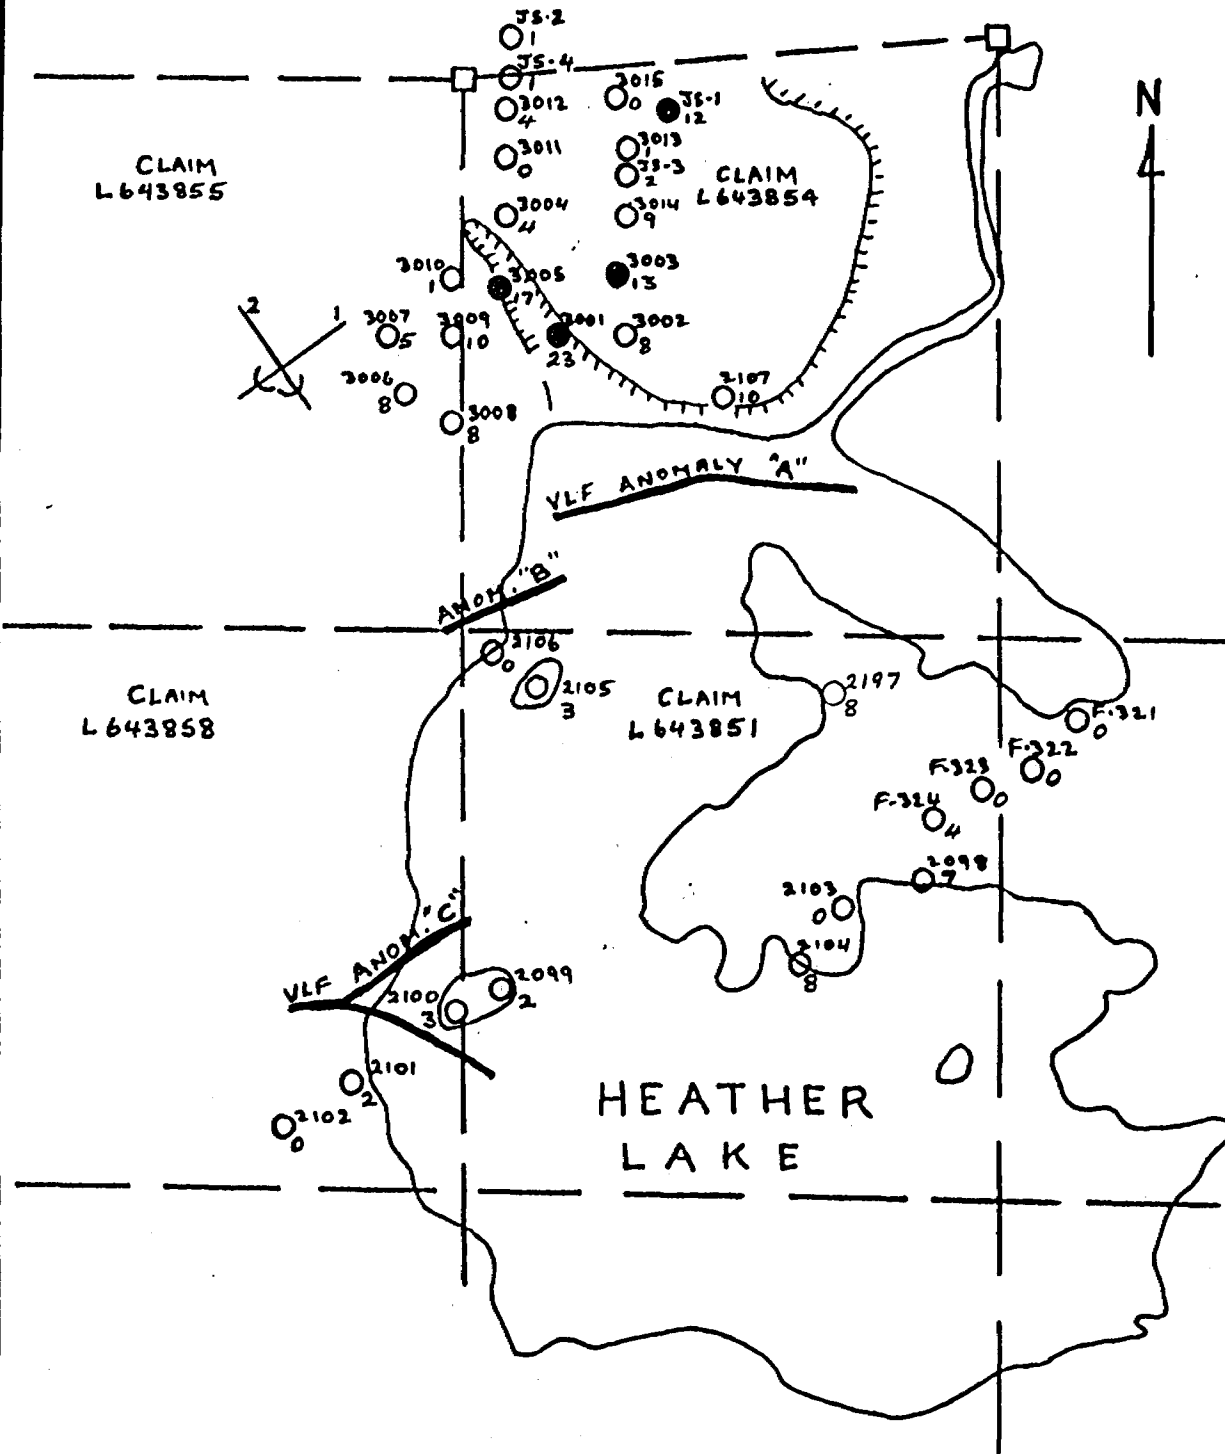 JS-2
1
JS-4
1
3015
0
3012
4
JS-1
12
N
3011
0
3013
1
JS-3
2
CLAIM
L643855
CLAIM
L643854
3004
4
3014
9
3010
1
3005
17
3003
13
2
1
3007
5
3009
10
3001
23
3002
8
3006
8
2107
10
3008
8
VLF ANOMALY "A"
ANOM. "B"
2106
0
2105
3
CLAIM
L643858
CLAIM
L643851
2197
8
F-321
0
F-322
0
F-323
0
F-324
4
2098
7
2103
0
2104
8
VLF ANOM. "C"
2100
3
2099
2
2101
2
2102
0
HEATHER
LAKE